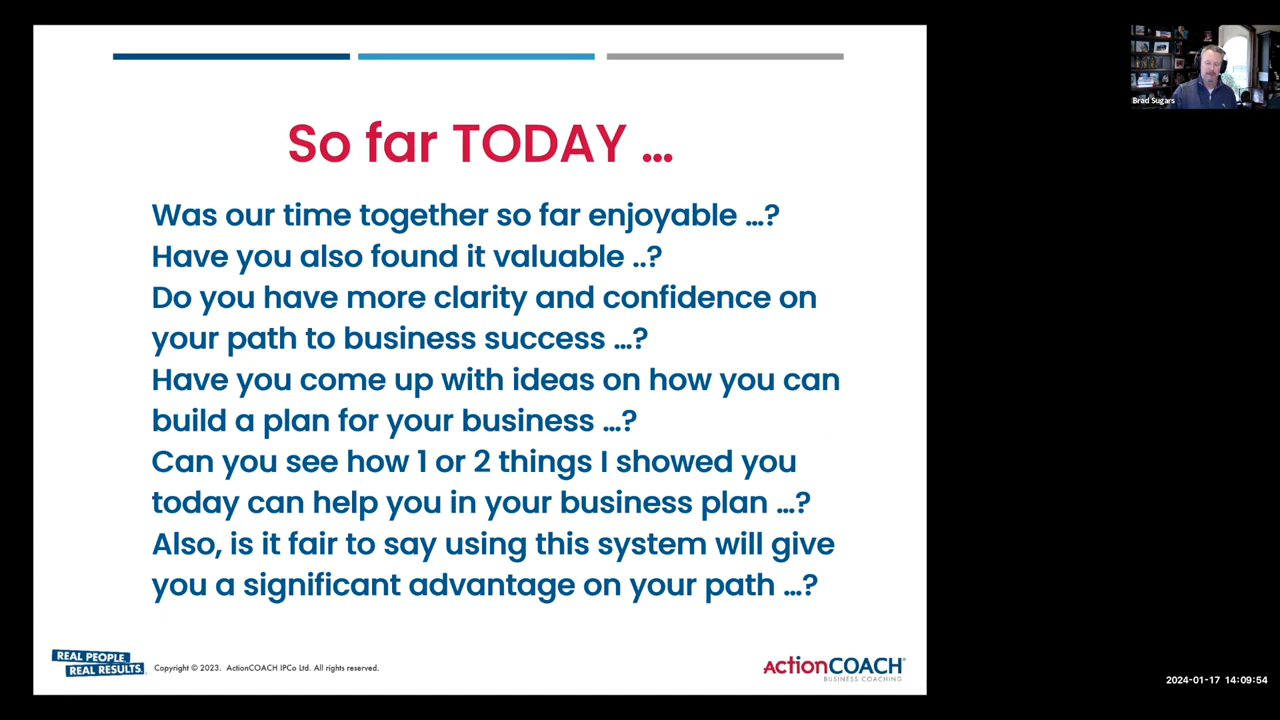 So far TODAY ...
Brad Sugars
Was our time together so far enjoyable ...?
Have you also found it valuable ..?
Do you have more clarity and confidence on
your path to business success ...?
Have you come up with ideas on how you can
build a plan for your business ...?
Can you see how 1 or 2 things I showed you
today can help you in your business plan ...?
Also, is it fair to say using this system will give
you a significant advantage on your path ...?
REAL PEOPLE.
REAL RESULTS.
Copyright © 2023. ActionCOACH IPCo Ltd. All rights reserved.
actionCOACH®
BUSINESS COACHING
2024-01-17 14:09:54